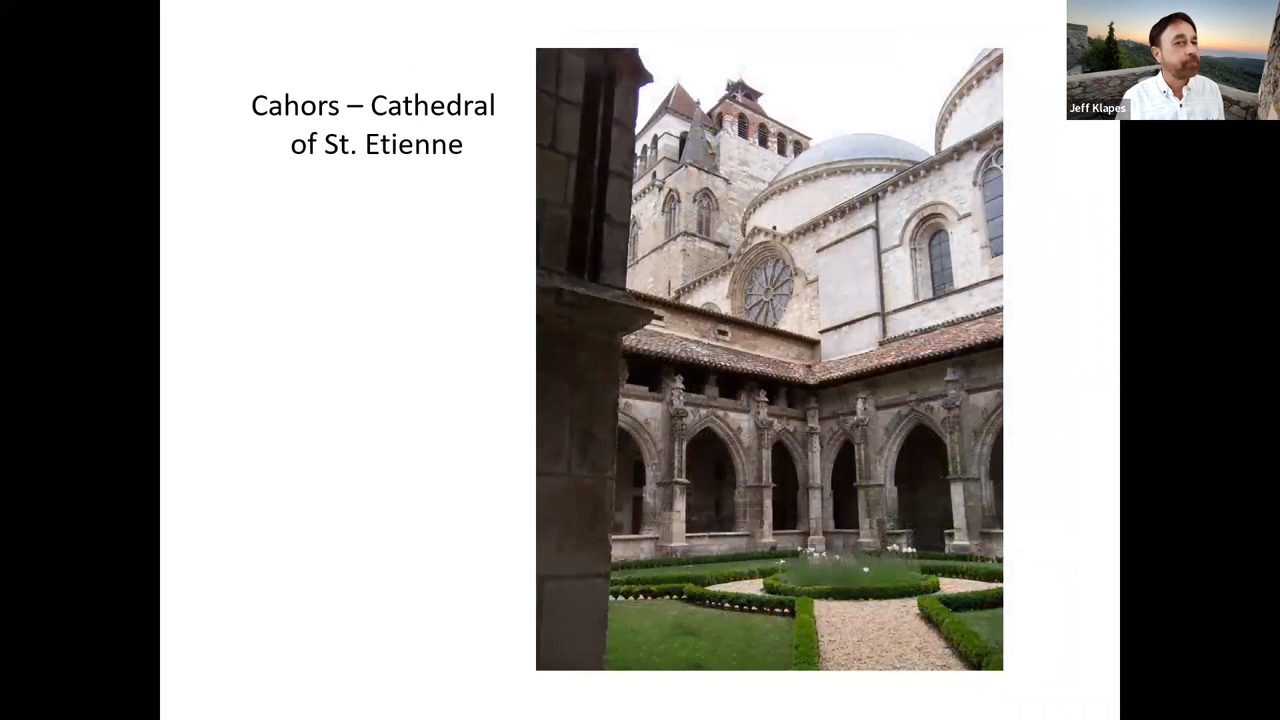 Cahors – Cathedral
of St. Etienne
Jeff Klapes